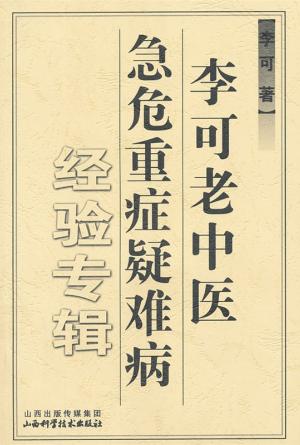 【李可 著】
李可老中医
急危重症疑难病
经验专辑
山西出版传媒集团
山西科学技术出版社